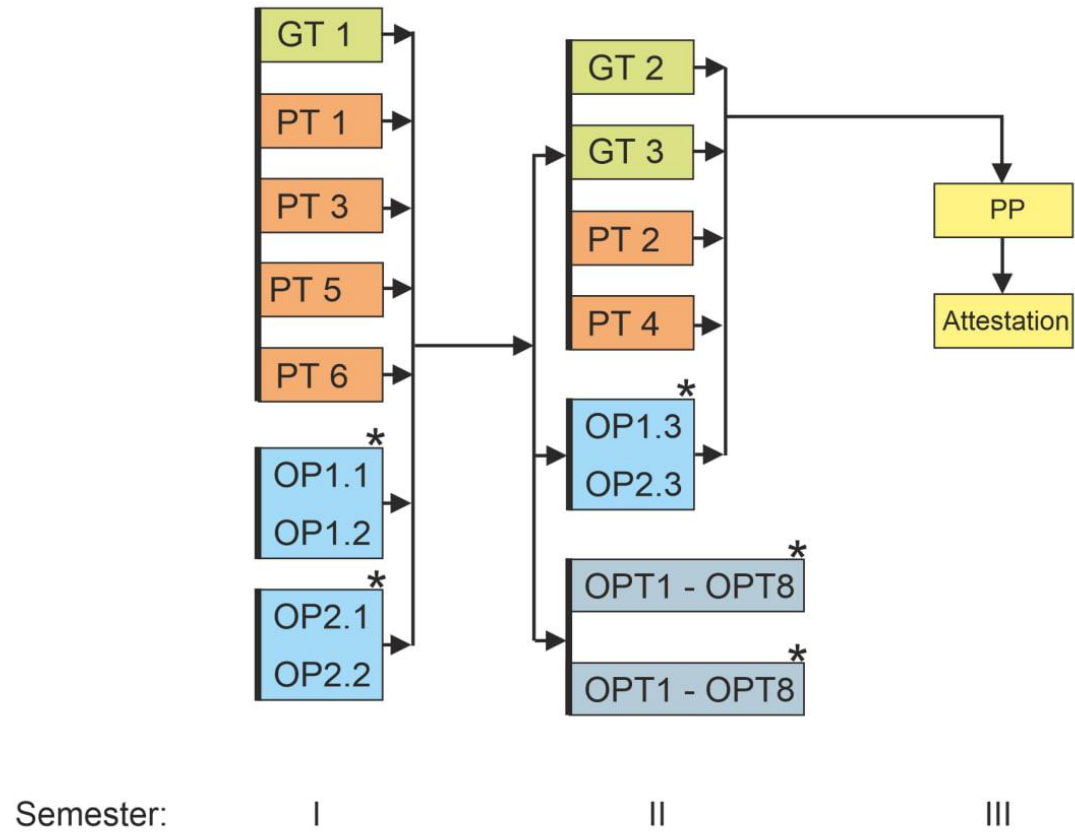 GT 1
PT 1
PT 3
PT 5
PT 6
*
OP1.1
OP1.2
*
OP2.1
OP2.2
GT 2
GT 3
PT 2
PT 4
*
OP1.3
OP2.3
*
OPT1 - OPT8
*
OPT1 - OPT8
PP
Attestation
Semester: I II III